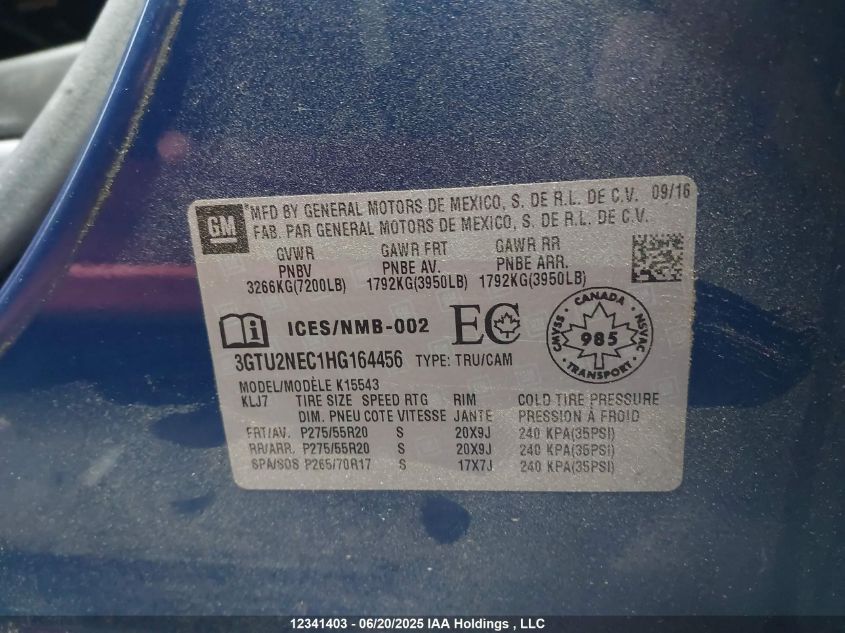 GM
*MFD BY GENERAL MOTORS DE MEXICO, S. DE R.L. DE C.V. 09/16
FAB. PAR GENERAL MOTORS DE MEXICO, S. DE R.L. DE C.V.
GVWR GAWR FRT GAWR RR
PNBV PNBE AV. PNBE ARR.
3266KG(7200LB) 1792KG(3950LB) 1792KG(3950LB)
i ICES/NMB-002 EC
CANADA
CMVSS 985 NSVAC
TRANSPORT
3GTU2NEC1HG164456 TYPE: TRU/CAM
MODEL/MODÈLE K15543
KLJ7 TIRE SIZE SPEED RTG RIM COLD TIRE PRESSURE
DIM. PNEU COTE VITESSE JANTE PRESSION À FROID
FRT/AV. P275/55R20 S 20X9J 240 KPA(35PSI)
RR/ARR. P275/55R20 S 20X9J 240 KPA(35PSI)
SPA/SOS P265/70R17 S 17X7J 240 KPA(35PSI)
12341403 - 06/20/2025 IAA Holdings , LLC